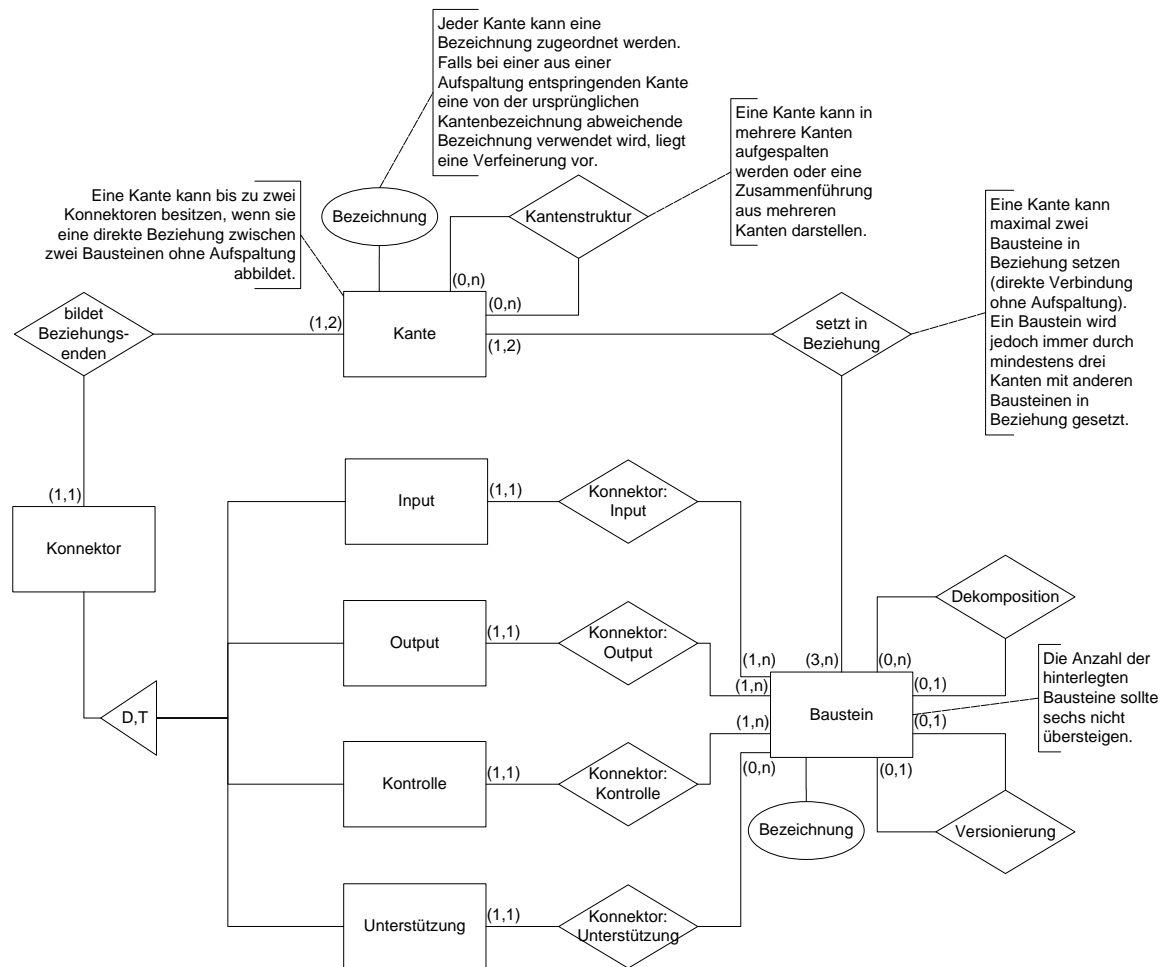 Jeder Kante kann eine
Bezeichnung zugeordnet werden.
Falls bei einer aus einer
Aufspaltung entspringenden Kante
eine von der ursprünglichen
Kantenbezeichnung abweichende
Bezeichnung verwendet wird, liegt
eine Verfeinerung vor.
Eine Kante kann in
mehrere Kanten
aufgespalten
werden oder eine
Zusammenführung
aus mehreren
Kanten darstellen.
Eine Kante kann bis zu zwei
Konnektoren besitzen, wenn sie
eine direkte Beziehung zwischen
zwei Bausteinen ohne Aufspaltung
abbildet.
Bezeichnung
Kantenstruktur
Eine Kante kann
maximal zwei
Bausteine in
Beziehung setzen
(direkte Verbindung
ohne Aufspaltung).
Ein Baustein wird
jedoch immer durch
mindestens drei
Kanten mit anderen
Bausteinen in
Beziehung gesetzt.
(0,n)
(0,n)
bildet
Beziehungs-
enden
(1,2)
Kante
(1,2)
setzt in
Beziehung
(1,1)
Konnektor
Input
(1,1)
Konnektor:
Input
Output
(1,1)
Konnektor:
Output
Dekomposition
(1,n)
(3,n)
(0,n)
(1,n)
(0,1)
Die Anzahl der
hinterlegten
Bausteine sollte
sechs nicht
übersteigen.
D,T
Baustein
(1,n)
(0,1)
(0,n)
(0,1)
Kontrolle
(1,1)
Konnektor:
Kontrolle
Bezeichnung
Versionierung
Unterstützung
(1,1)
Konnektor:
Unterstützung